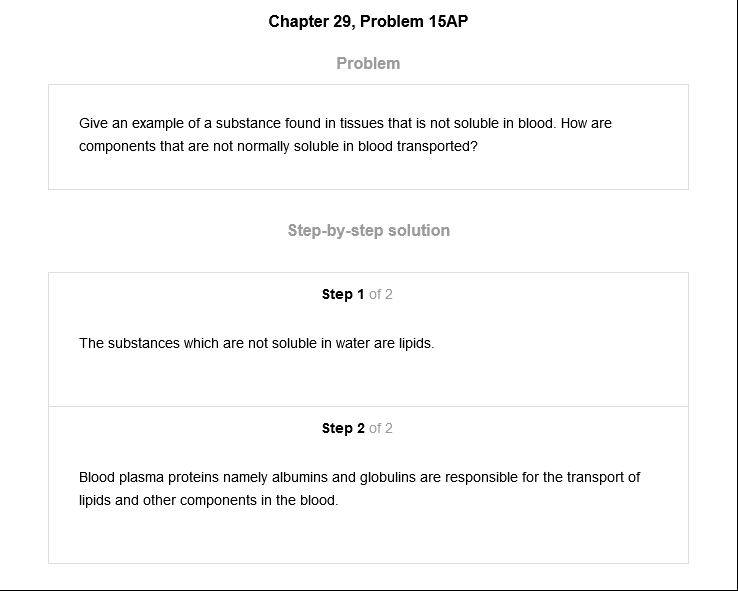 Chapter 29, Problem 15AP
Problem
Give an example of a substance found in tissues that is not soluble in blood. How are
components that are not normally soluble in blood transported?
Step-by-step solution
Step 1 of 2
The substances which are not soluble in water are lipids.
Step 2 of 2
Blood plasma proteins namely albumins and globulins are responsible for the transport of
lipids and other components in the blood.